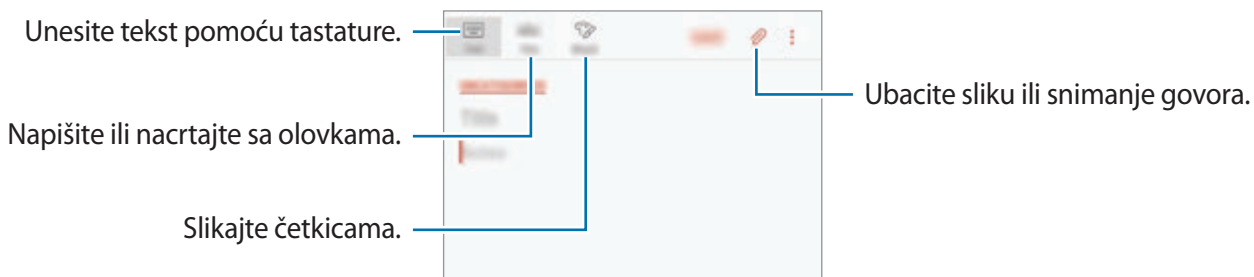 Unesite tekst pomoću tastature.
Ubacite sliku ili snimanje govora.
Napišite ili nacrtajte sa olovkama.
Slikajte četkicama.